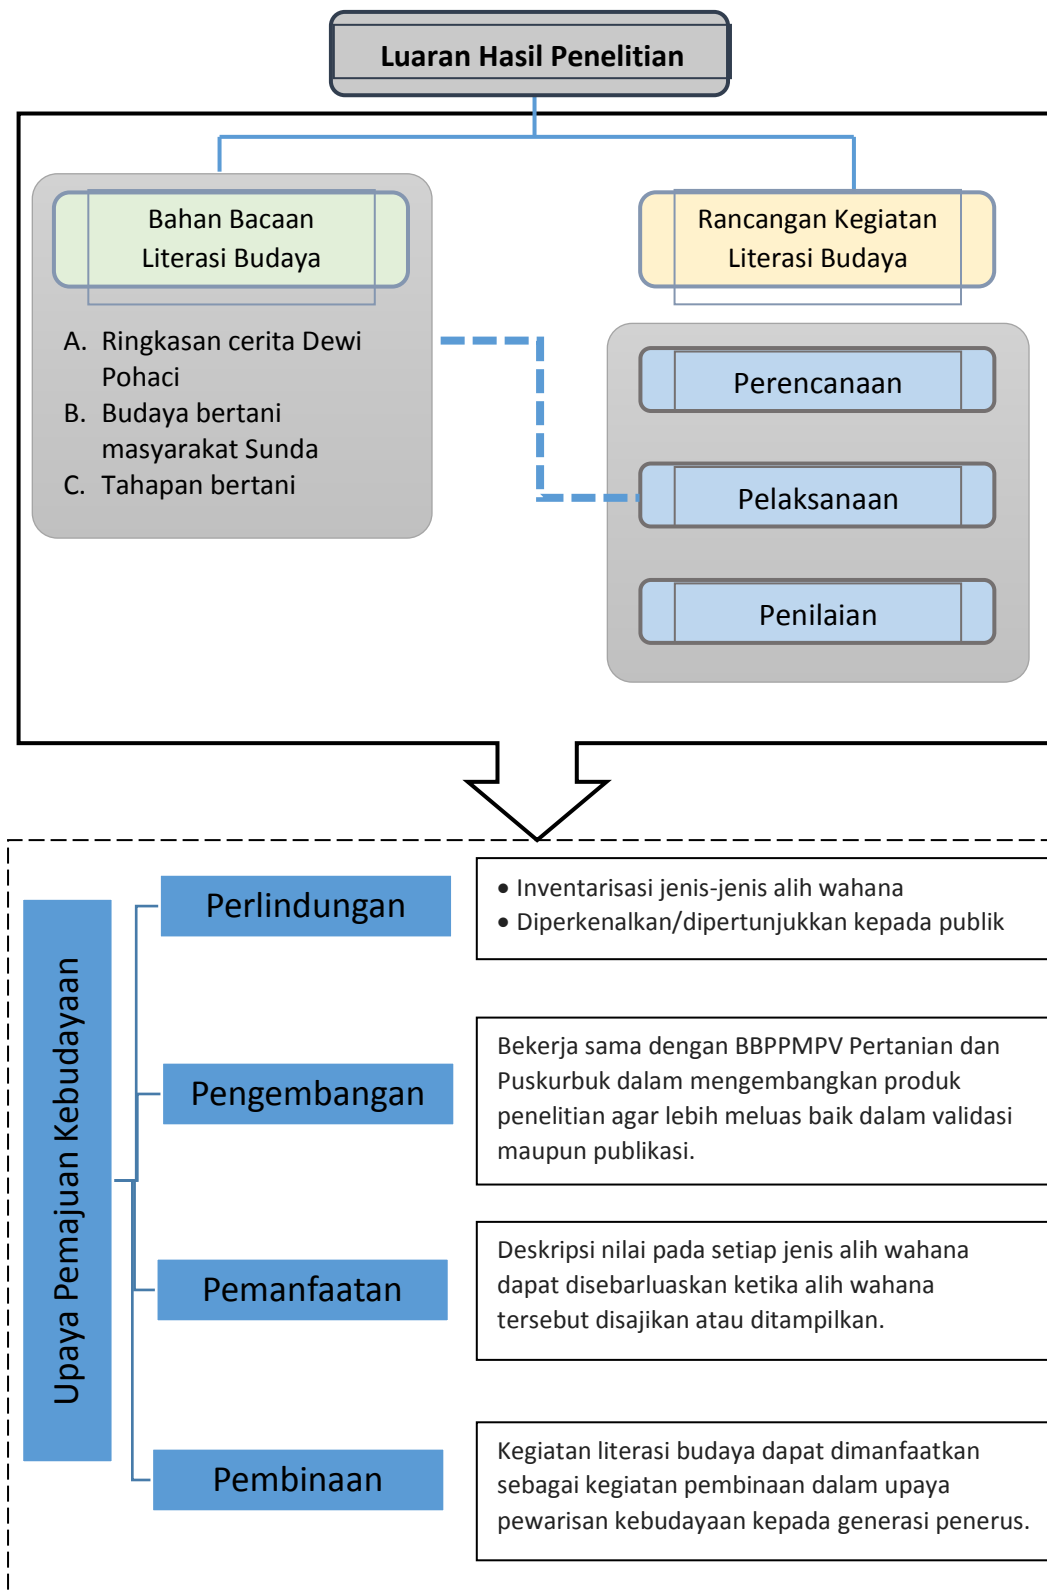 Luaran Hasil Penelitian
Bahan Bacaan
Literasi Budaya
A. Ringkasan cerita Dewi
Pohaci
B. Budaya bertani
masyarakat Sunda
C. Tahapan bertani
Rancangan Kegiatan
Literasi Budaya
Perencanaan
Pelaksanaan
Penilaian
Upaya Pemajuan Kebudayaan
Perlindungan
• Inventarisasi jenis-jenis alih wahana
• Diperkenalkan/dipertunjukkan kepada publik
Pengembangan
Bekerja sama dengan BBPPMPV Pertanian dan
Puskurbuk dalam mengembangkan produk
penelitian agar lebih meluas baik dalam validasi
maupun publikasi.
Pemanfaatan
Deskripsi nilai pada setiap jenis alih wahana
dapat disebarluaskan ketika alih wahana
tersebut disajikan atau ditampilkan.
Pembinaan
Kegiatan literasi budaya dapat dimanfaatkan
sebagai kegiatan pembinaan dalam upaya
pewarisan kebudayaan kepada generasi penerus.